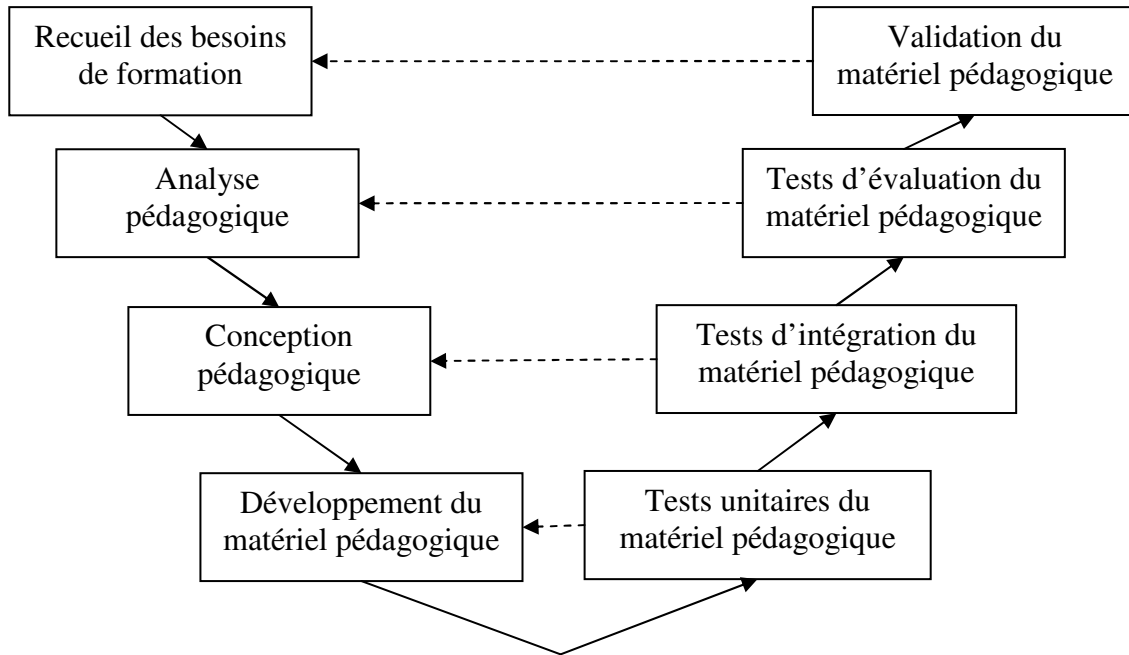 Recueil des besoins
de formation
Validation du
matériel pédagogique
Analyse
pédagogique
Tests d’évaluation du
matériel pédagogique
Conception
pédagogique
Tests d’intégration du
matériel pédagogique
Développement du
matériel pédagogique
Tests unitaires du
matériel pédagogique